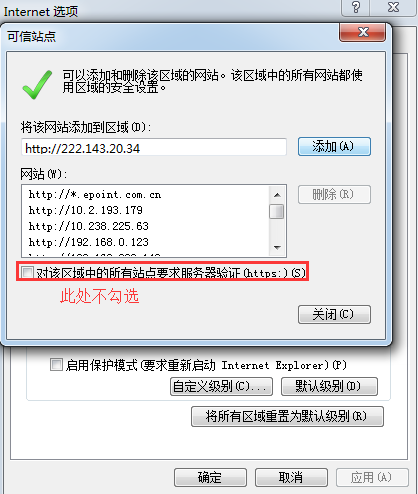 Internet 选项
可信站点
可以添加和删除该区域的网站。该区域中的所有网站都使
用区域的安全设置。
将该网站添加到区域(D):
http://222.143.20.34
添加(A)
网站(W):
http://*.epoint.com.cn
http://10.2.193.179
http://10.238.225.63
http://192.168.0.123
删除(R)
对该区域中的所有站点要求服务器验证(https:)(S)
此处不勾选
关闭(C)
启用保护模式(要求重新启动 Internet Explorer)(P)
自定义级别(C)...
默认级别(D)
将所有区域重置为默认级别(R)
确定
取消
应用(A)